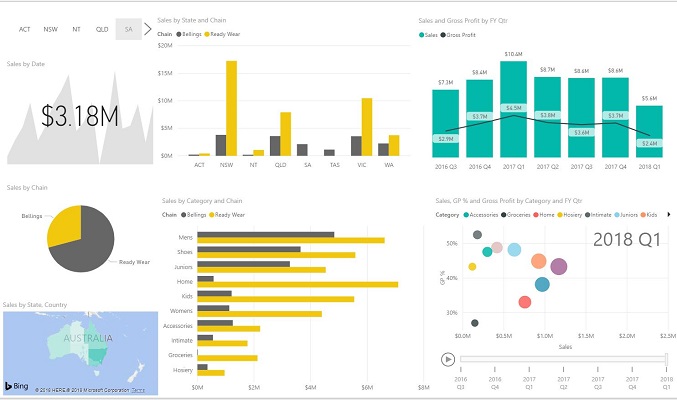 ACT NSW NT QLD SA
Sales by Date
$3.18M
Sales by State and Chain
Chain Bellings Ready Wear
$20M
$15M
$10M
$5M
$0M
ACT NSW NT QLD SA TAS VIC WA
Sales and Gross Profit by FY Qtr
Sales Gross Profit
$7.3M $8.4M $10.4M $8.7M $8.6M $8.6M $5.6M
$2.9M $3.7M $4.5M $3.8M $3.6M $3.7M $2.4M
2016 Q3 2016 Q4 2017 Q1 2017 Q2 2017 Q3 2017 Q4 2018 Q1
Sales by Chain
Bellings
Ready Wear
Sales by Category and Chain
Chain Bellings Ready Wear
Mens
Shoes
Juniors
Home
Kids
Womens
Accessories
Intimate
Groceries
Hosiery
$0M $2M $4M $6M $8M
Sales, GP % and Gross Profit by Category and FY Qtr
Category Accessories Groceries Home Hosiery Intimate Juniors Kids
2018 Q1
50%
40%
30%
GP %
$0.0M $0.5M $1.0M $1.5M $2.0M $2.5M
Sales
2016 Q3
2016 Q4
2017 Q1
2017 Q2
2017 Q3
2017 Q4
2018 Q1
Sales by State, Country
AUSTRALIA
Bing
© 2018 HERE © 2018 Microsoft Corporation Terms